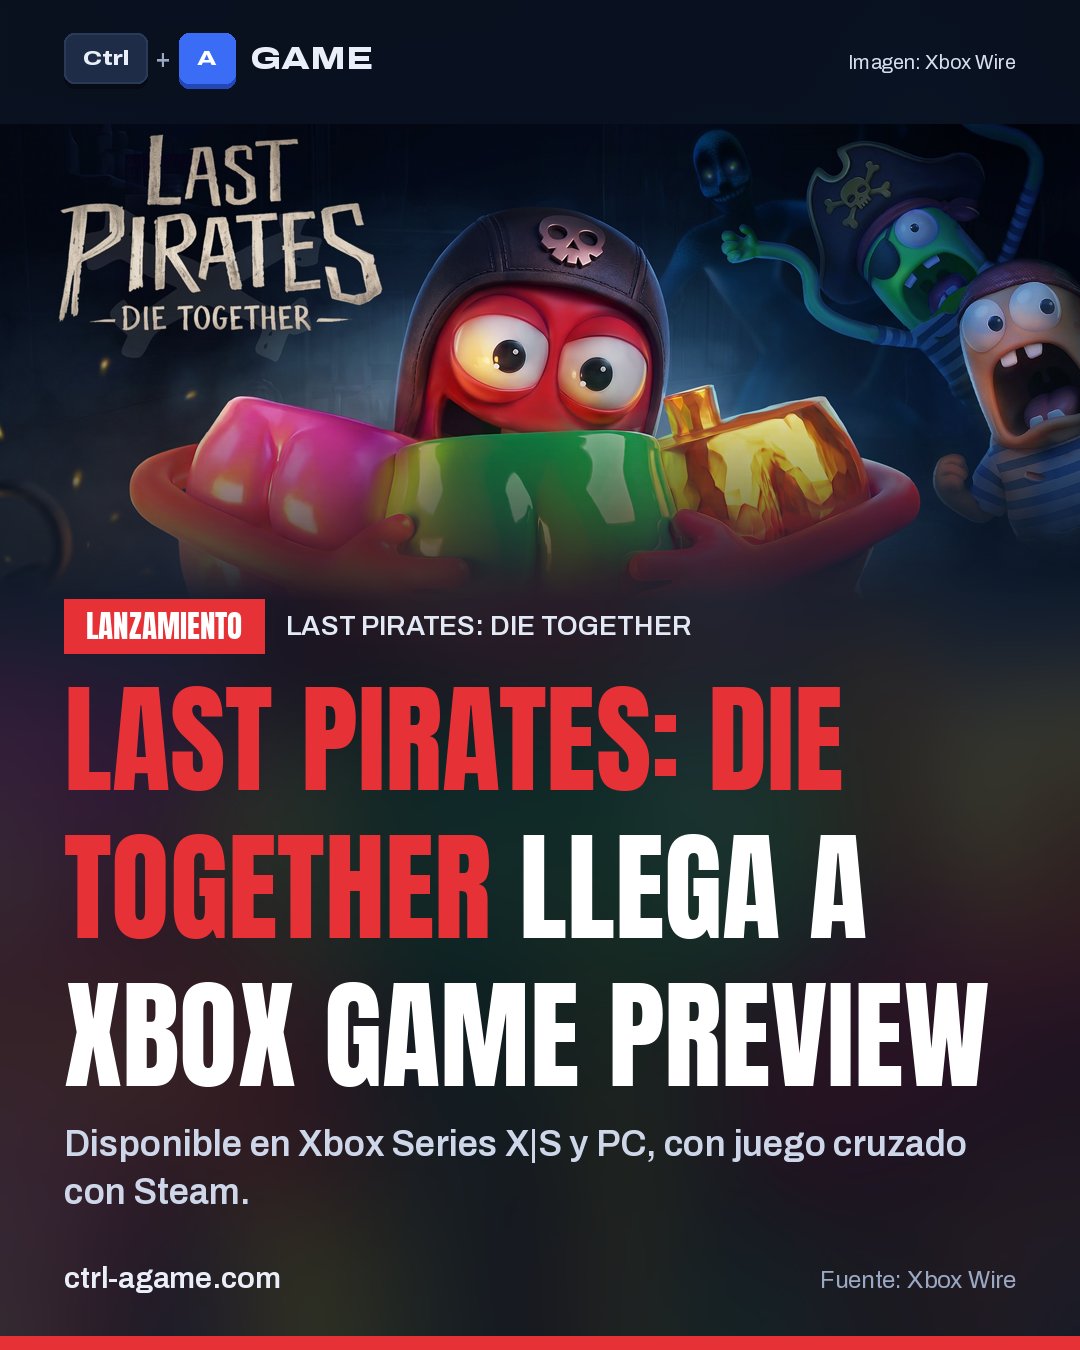 Ctrl + A GAME
Imagen: Xbox Wire
LAST
PIRATES
DIE TOGETHER
LANZAMIENTO
LAST PIRATES: DIE TOGETHER
LAST PIRATES: DIE
TOGETHER LLEGA A
XBOX GAME PREVIEW
Disponible en Xbox Series X|S y PC, con juego cruzado
con Steam.
ctrl-agame.com
Fuente: Xbox Wire